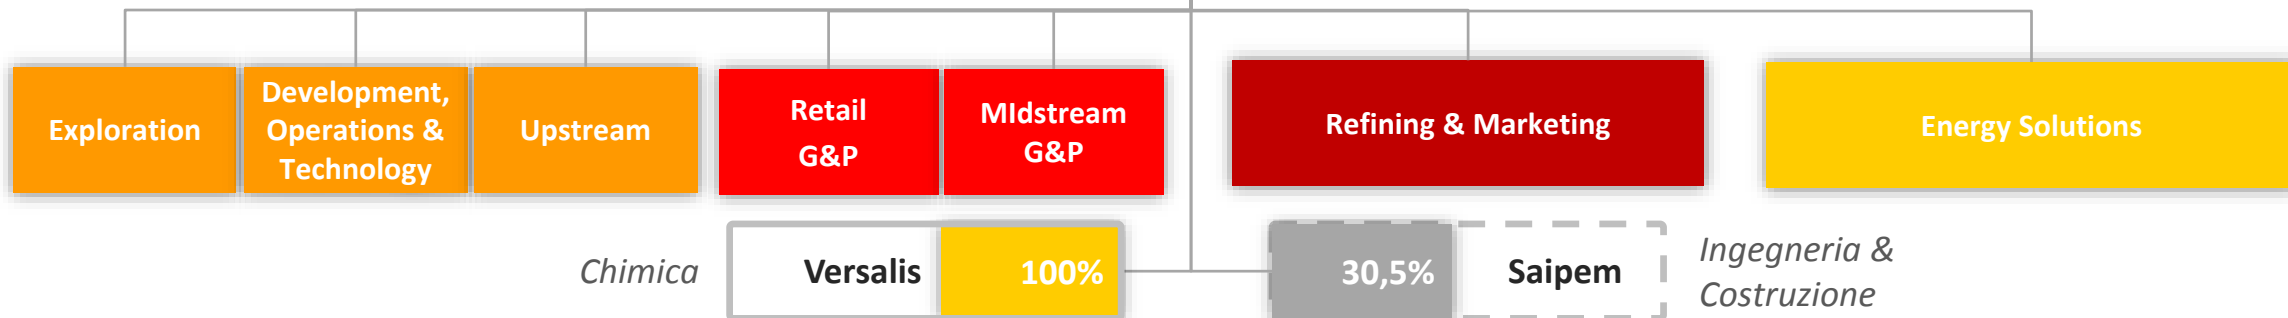 Exploration
Development,
Operations &
Technology
Upstream
Retail
G&P
MIdstream
G&P
Refining & Marketing
Energy Solutions
Chimica
Versalis
100%
30,5%
Saipem
Ingegneria &
Costruzione